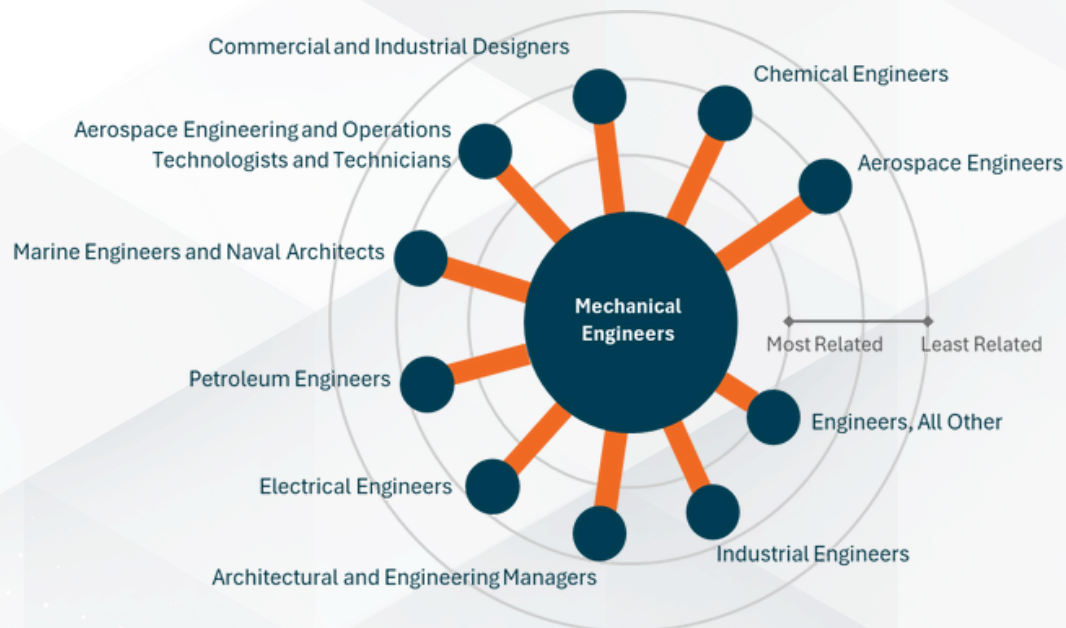 Commercial and Industrial Designers
Chemical Engineers
Aerospace Engineering and Operations
Technologists and Technicians
Aerospace Engineers
Marine Engineers and Naval Architects
Mechanical
Engineers
Most Related
Least Related
Petroleum Engineers
Engineers, All Other
Electrical Engineers
Industrial Engineers
Architectural and Engineering Managers